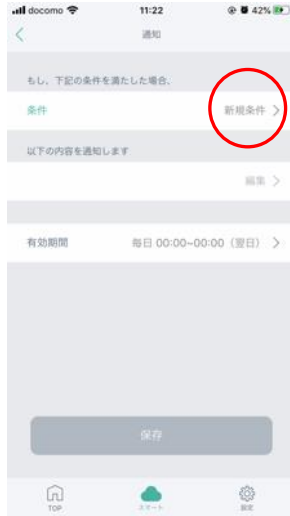 docomo 11:22 42%
通知
もし、下記の条件を満たした場合、
条件 新規条件
以下の内容を通知します
編集
有効期間 毎日 00:00~00:00（翌日）
保存
TOP スマート 設定